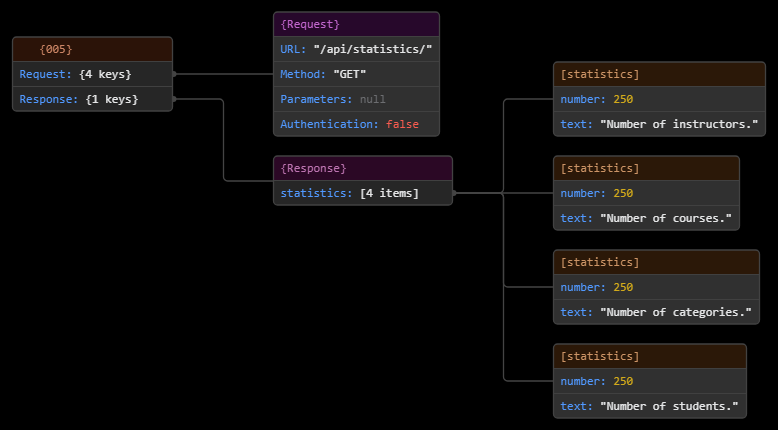 {005}
Request: {4 keys}
Response: {1 keys}
{Request}
URL: "/api/statistics/"
Method: "GET"
Parameters: null
Authentication: false
{Response}
statistics: [4 items]
[statistics]
number: 250
text: "Number of instructors."
[statistics]
number: 250
text: "Number of courses."
[statistics]
number: 250
text: "Number of categories."
[statistics]
number: 250
text: "Number of students."